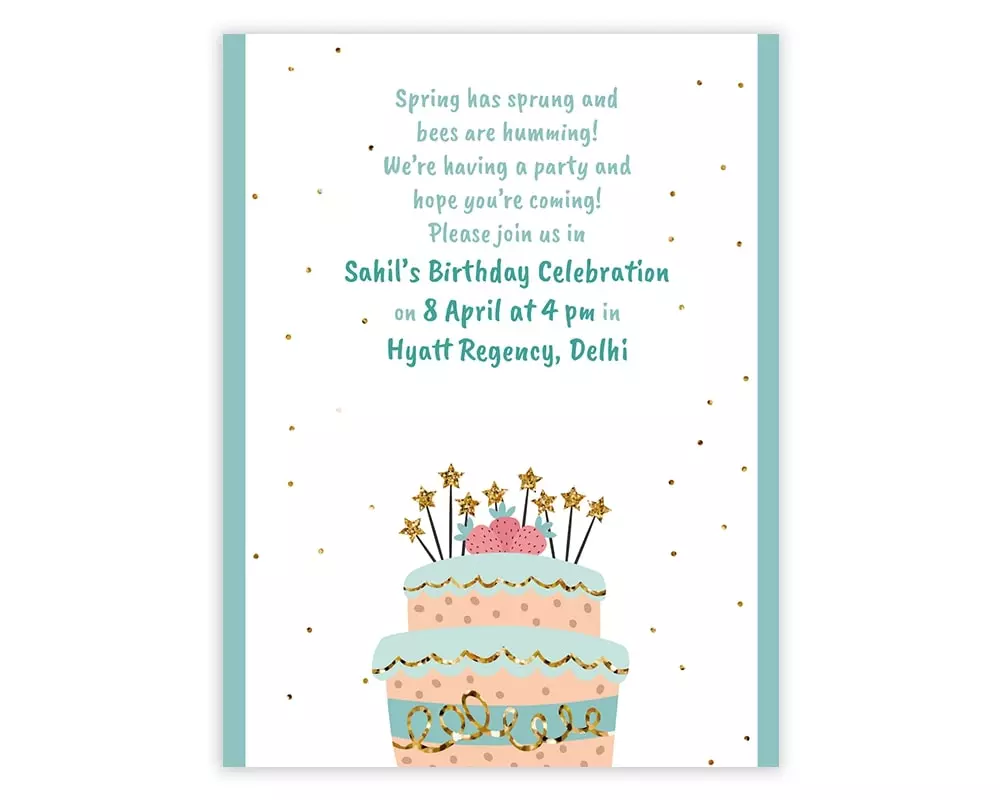 Spring has sprung and
bees are humming!
We're having a party and
hope you're coming!
Please join us in
Sahil's Birthday Celebration
on 8 April at 4 pm in
Hyatt Regency, Delhi